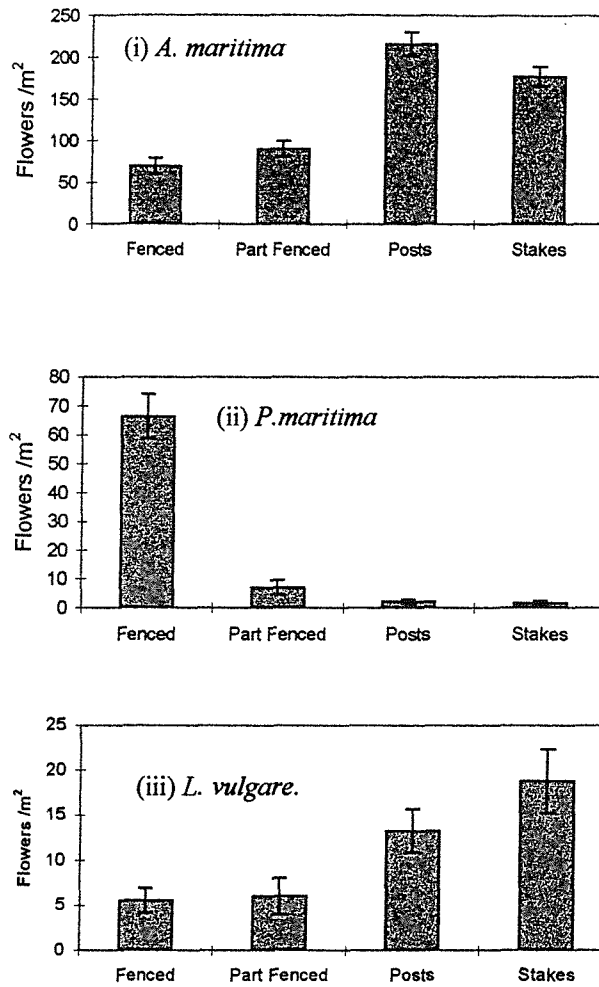 250
(i) A. maritima
200
150
100
50
0
Flowers /m²
Fenced Part Fenced Posts Stakes
80
70
(ii) P.maritima
60
50
40
30
20
10
0
Flowers /m²
Fenced Part Fenced Posts Stakes
25
20
(iii) L. vulgare.
15
10
5
0
Flowers /m²
Fenced Part Fenced Posts Stakes